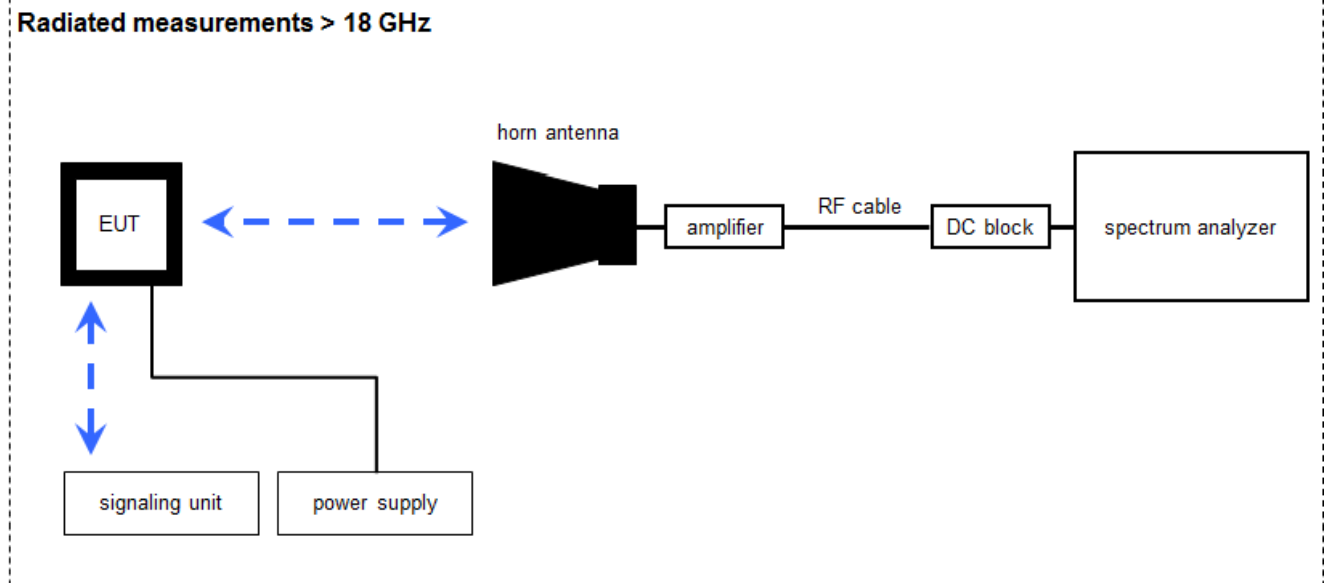 Radiated measurements > 18 GHz
horn antenna
EUT
amplifier
RF cable
DC block
spectrum analyzer
signaling unit
power supply